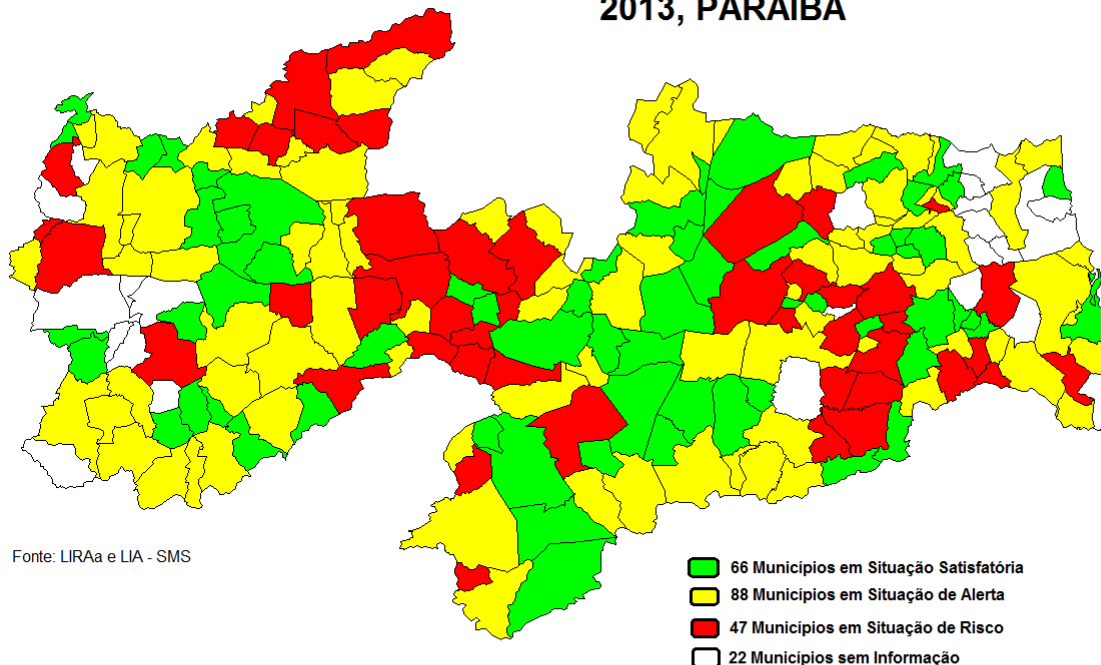 2013, PARAIBA
Fonte: LIRAa e LIA - SMS
66 Municípios em Situação Satisfatória
88 Municípios em Situação de Alerta
47 Municípios em Situação de Risco
22 Municípios sem Informação